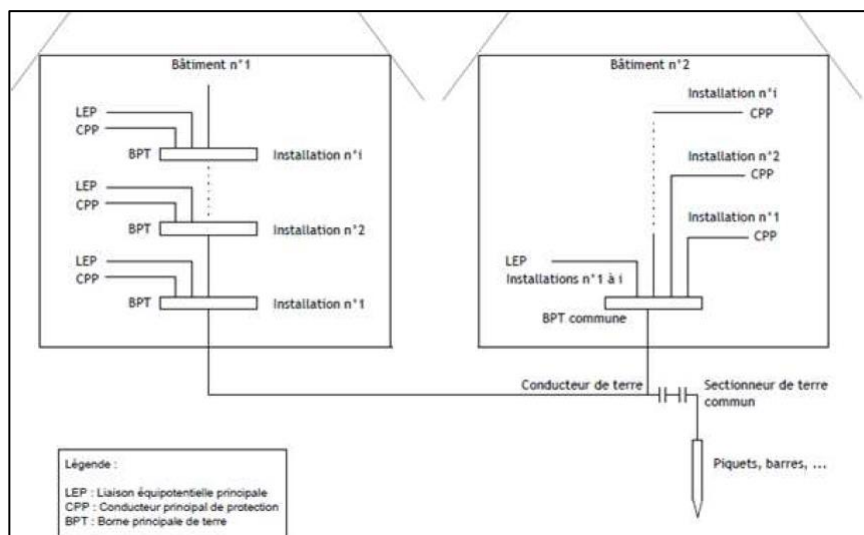 Bâtiment n°1
LEP
CPP
BPT
Installation n°i
LEP
CPP
BPT
Installation n°2
LEP
CPP
BPT
Installation n°1
Bâtiment n°2
Installation n°i
CPP
Installation n°2
CPP
Installation n°1
CPP
LEP
Installations n°1 à i
BPT commune
Conducteur de terre
Sectionneur de terre
commun
Piquets, barres, ...
Légende :
LEP : Liaison équipotentielle principale
CPP : Conducteur principal de protection
BPT : Borne principale de terre